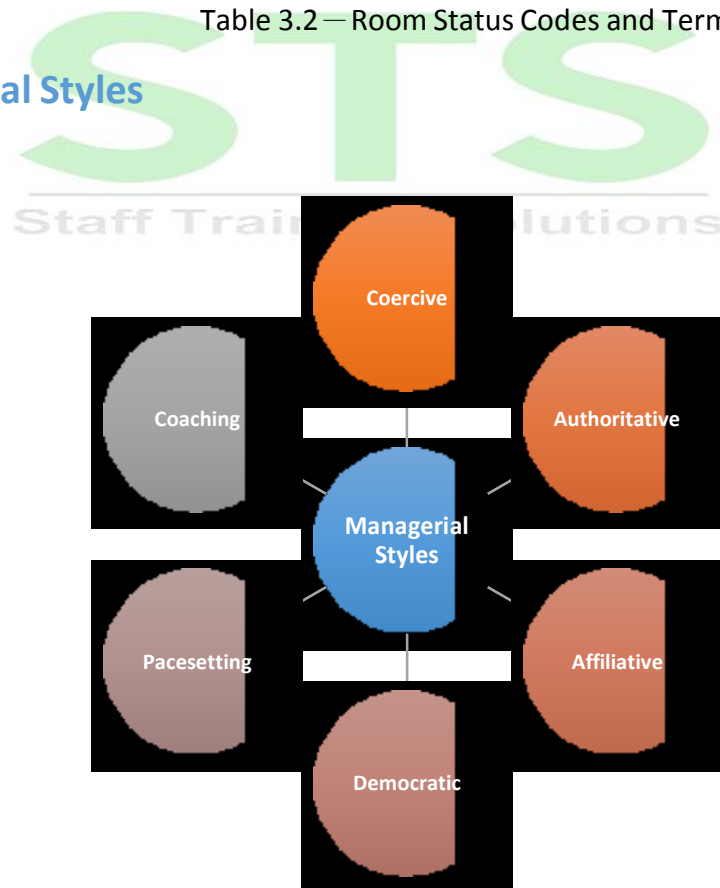 Table 3.2—Room Status Codes and Term
al Styles
STS
Staff Trai lutions
Coercive
Coaching
Authoritative
Managerial
Styles
Pacesetting
Affiliative
Democratic